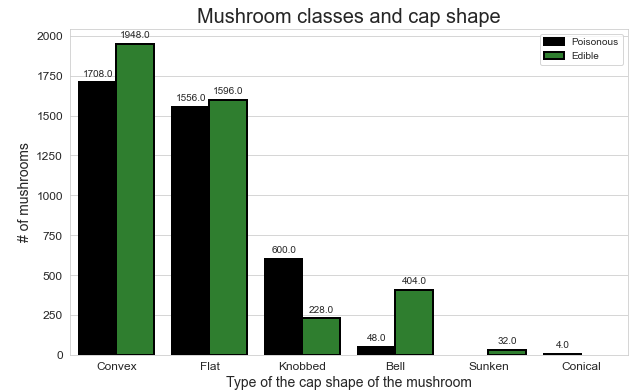 Mushroom classes and cap shape
Poisonous
Edible
# of mushrooms
2000
1750
1500
1250
1000
750
500
250
0
1708.0
1948.0
1556.0
1596.0
600.0
228.0
48.0
404.0
32.0
4.0
Convex
Flat
Knobbed
Bell
Sunken
Conical
Type of the cap shape of the mushroom